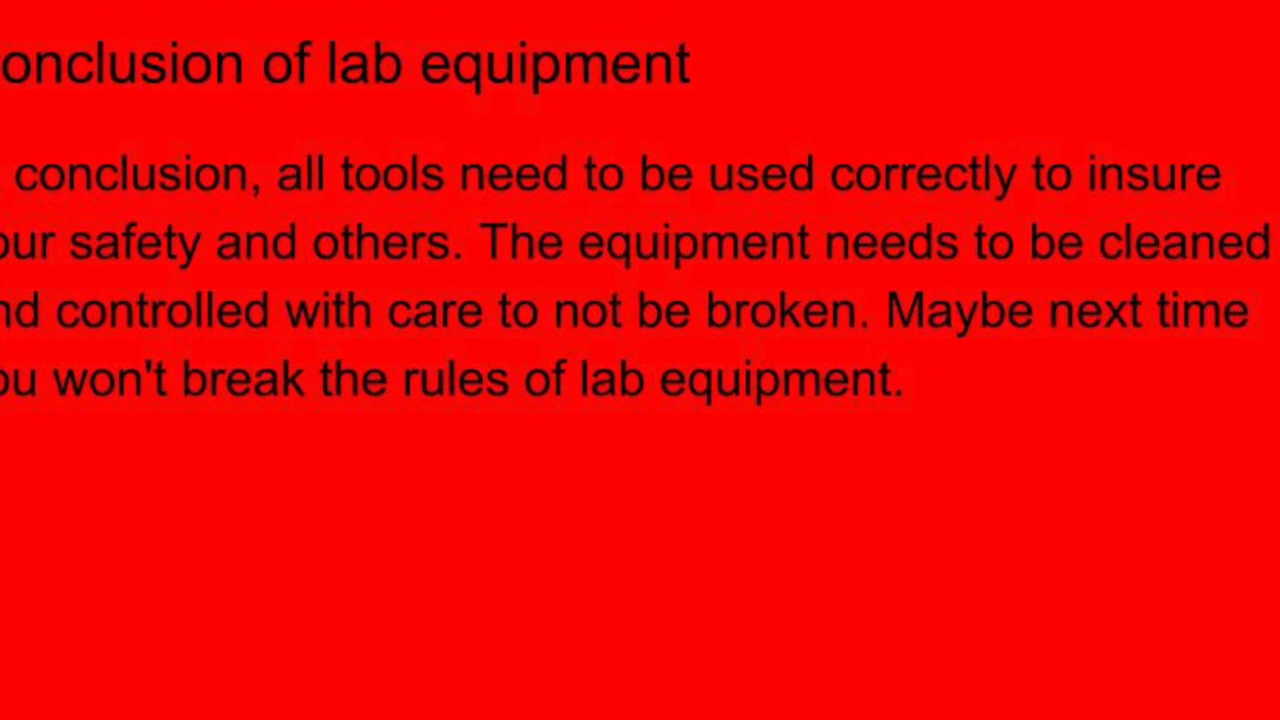 onclusion of lab equipment
conclusion, all tools need to be used correctly to insure
our safety and others. The equipment needs to be cleaned
nd controlled with care to not be broken. Maybe next time
ou won't break the rules of lab equipment.